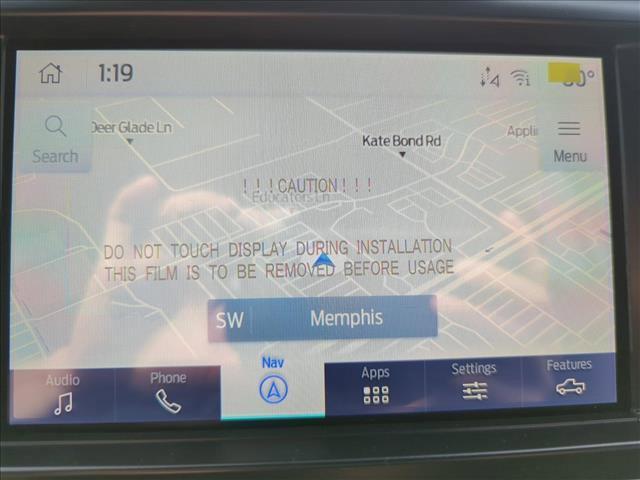 1:19
Deer Glade Ln
Search
Kate Bond Rd
Menu
! ! ! CAUTION ! ! !
Educators Ln
DO NOT TOUCH DISPLAY DURING INSTALLATION
THIS FILM IS TO BE REMOVED BEFORE USAGE
SW Memphis
Audio Phone Nav Apps Settings Features